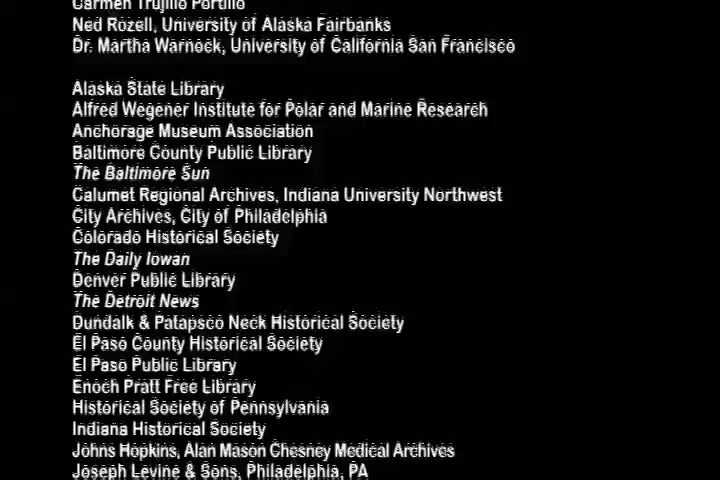 Carmen Trujillo Portillo
Ned Rozell, University of Alaska Fairbanks
Dr. Martha Warnock, University of California San Francisco
Alaska State Library
Alfred Wegener Institute for Polar and Marine Research
Anchorage Museum Association
Baltimore County Public Library
The Baltimore Sun
Calumet Regional Archives, Indiana University Northwest
City Archives, City of Philadelphia
Colorado Historical Society
The Daily Iowan
Denver Public Library
The Detroit News
Dundalk & Patapsco Neck Historical Society
El Paso County Historical Society
El Paso Public Library
Enoch Pratt Free Library
Historical Society of Pennsylvania
Indiana Historical Society
Johns Hopkins, Alan Mason Chesney Medical Archives
Joseph Levine & Sons, Philadelphia, PA